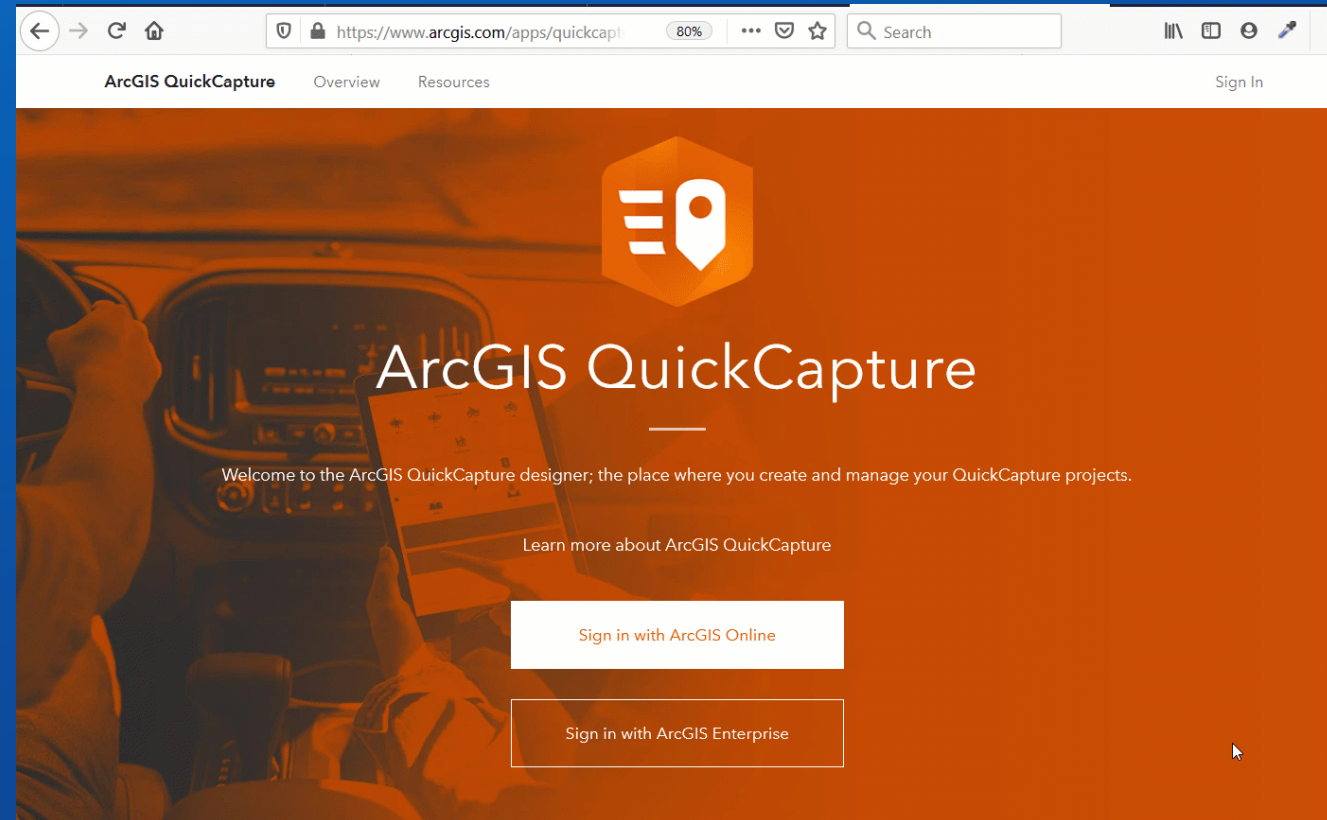 https://www.arcgis.com/apps/quickcapt
80%
Search
ArcGIS QuickCapture
Overview
Resources
Sign In
ArcGIS QuickCapture
Welcome to the ArcGIS QuickCapture designer; the place where you create and manage your QuickCapture projects.
Learn more about ArcGIS QuickCapture
Sign in with ArcGIS Online
Sign in with ArcGIS Enterprise